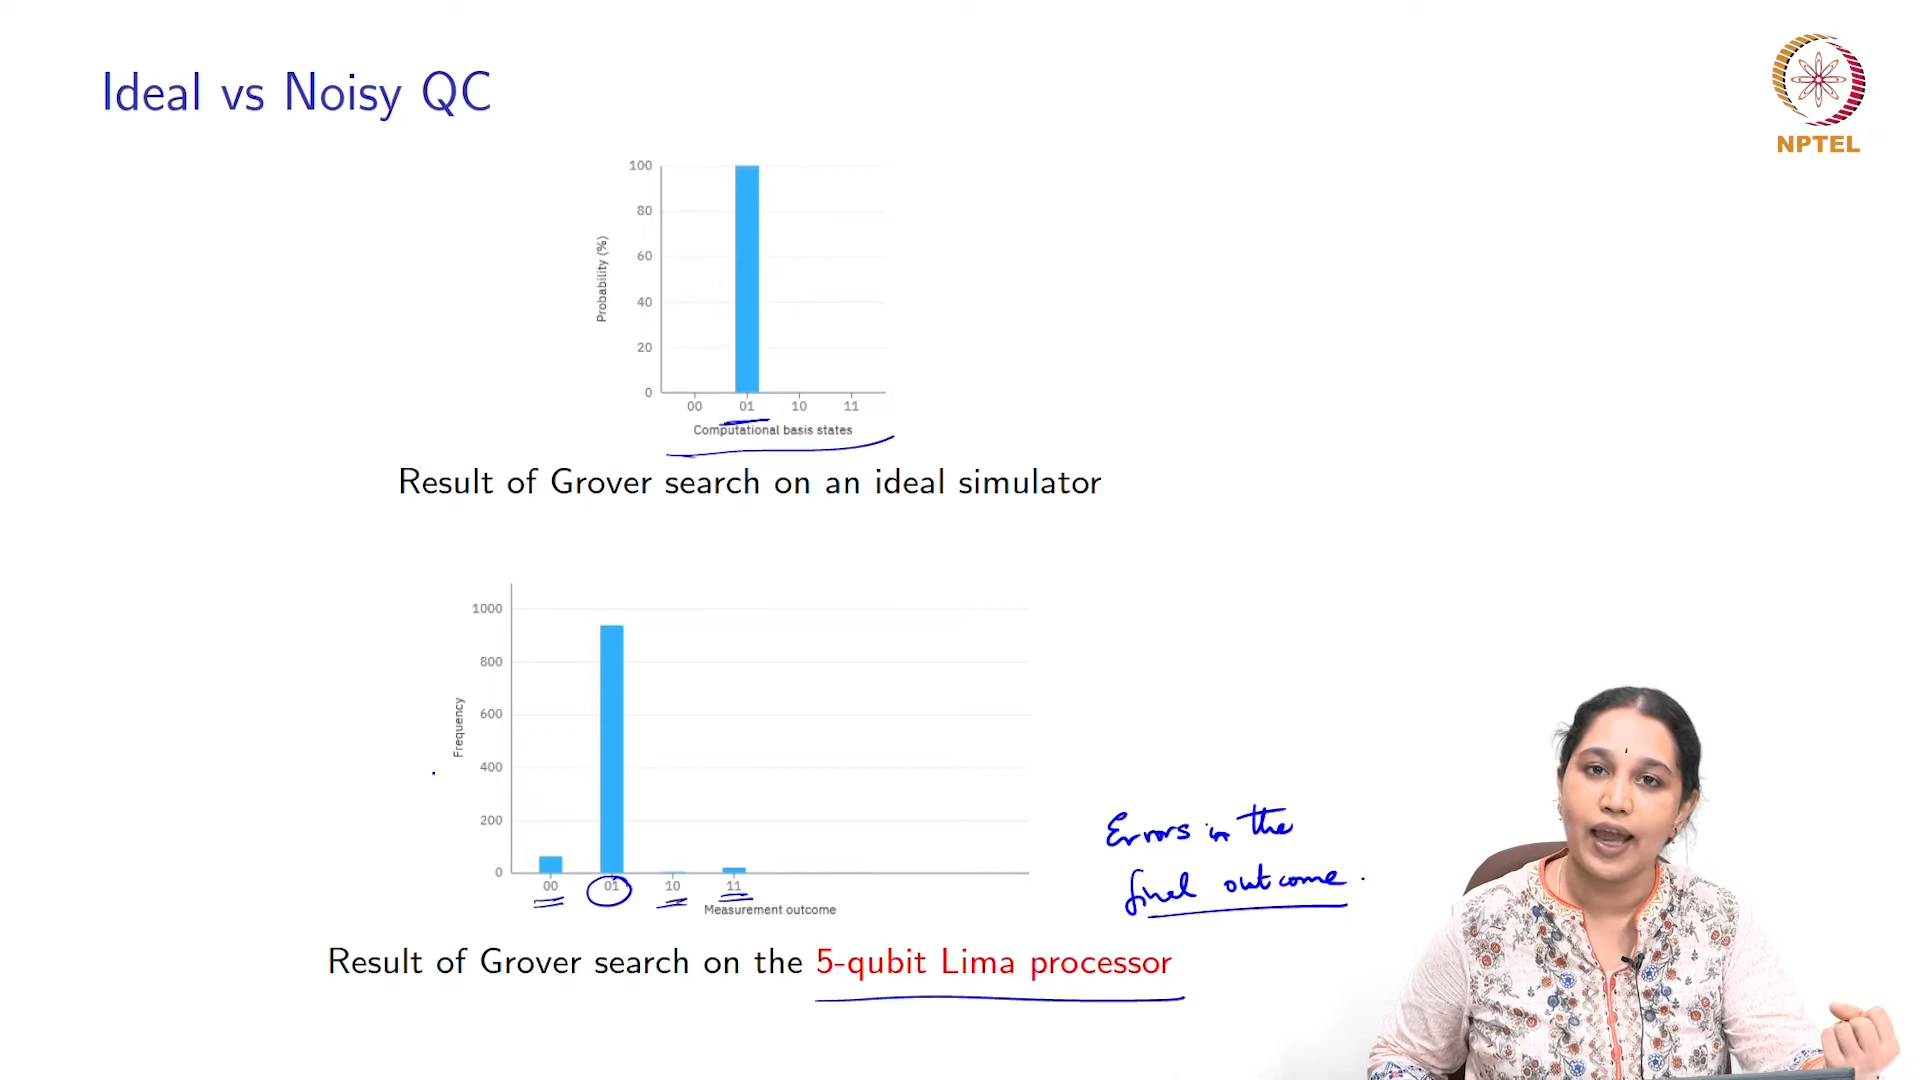 Ideal vs Noisy QC
NPTEL
100
80
60
40
20
0
Probability (%)
00 01 10 11
Computational basis states
Result of Grover search on an ideal simulator
1000
800
600
400
200
0
Frequency
00 01 10 11
Measurement outcome
Errors in the
final outcome.
Result of Grover search on the 5-qubit Lima processor